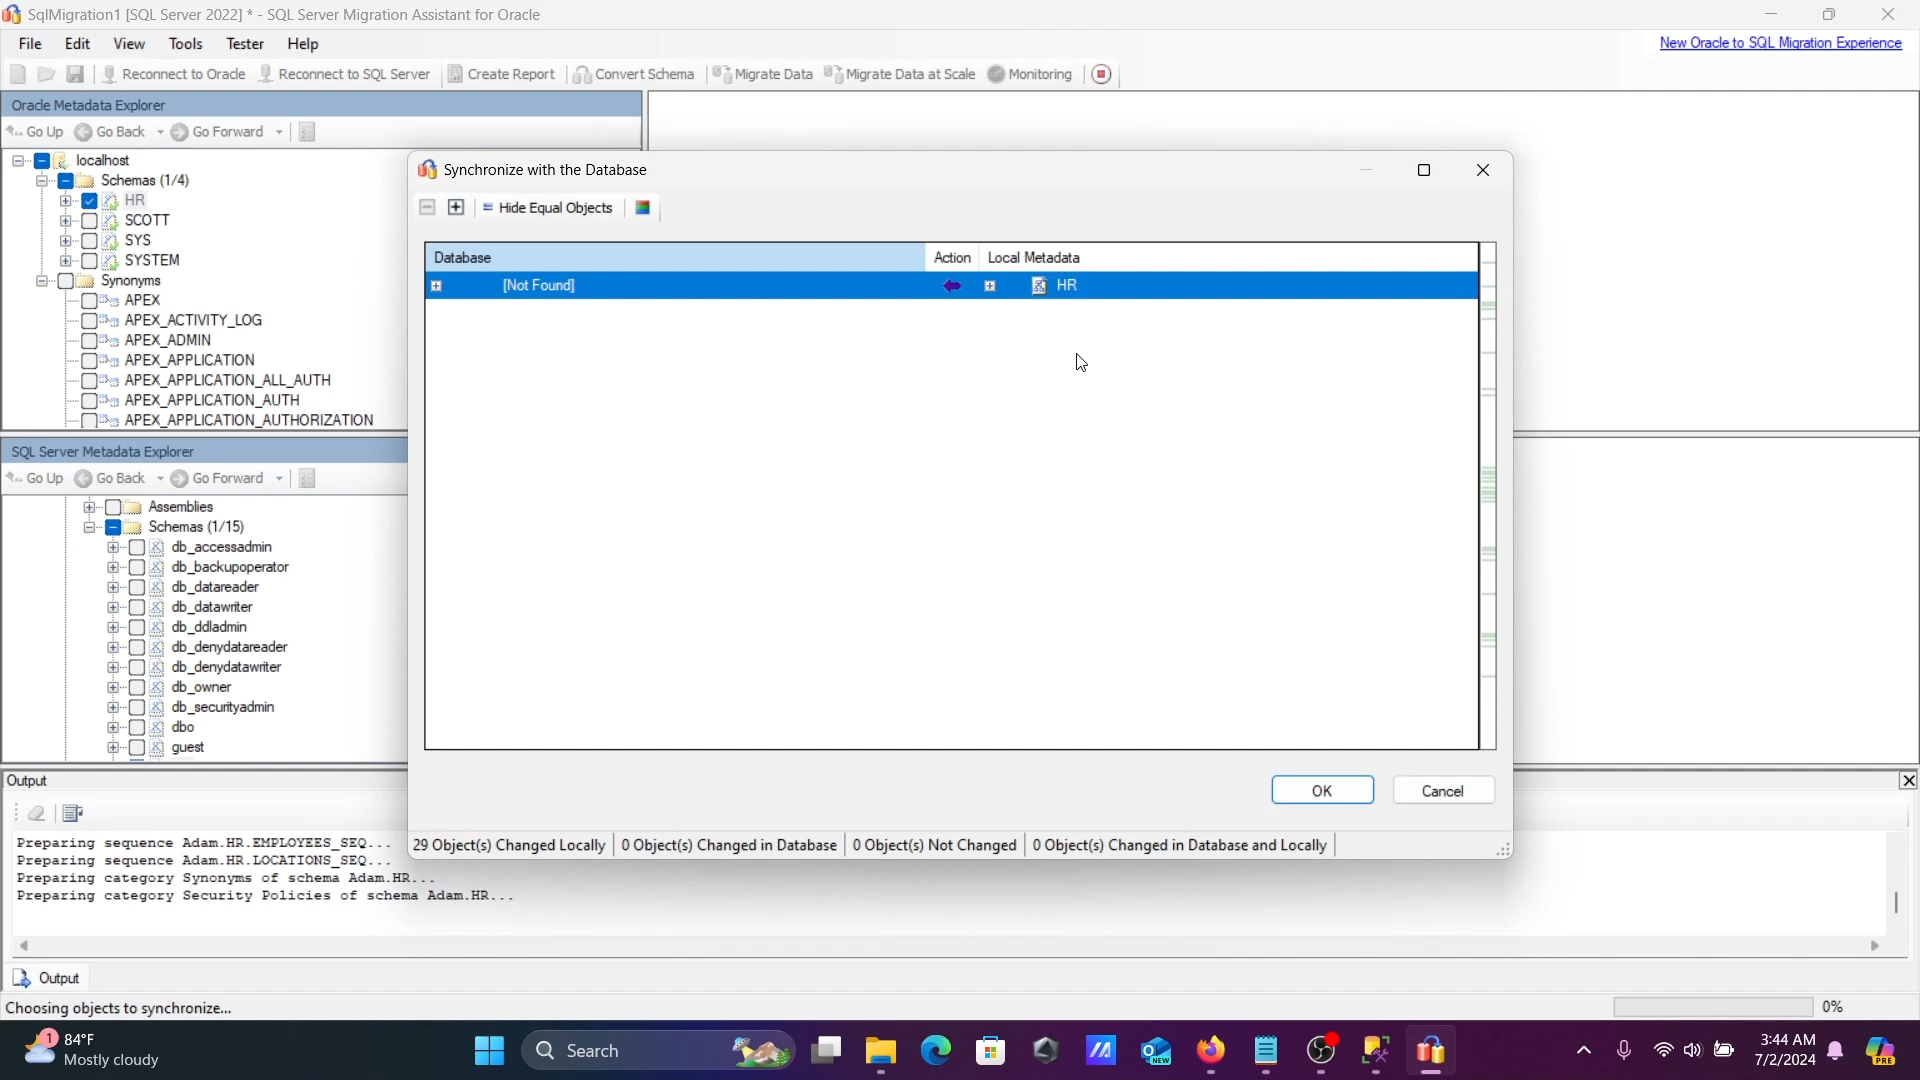 SqlMigration1 [SQL Server 2022] * - SQL Server Migration Assistant for Oracle
File Edit View Tools Tester Help
New Oracle to SQL Migration Experience
Reconnect to Oracle Reconnect to SQL Server Create Report Convert Schema Migrate Data Migrate Data at Scale Monitoring
Oracle Metadata Explorer
Go Up Go Back Go Forward
localhost
Schemas (1/4)
HR
SCOTT
SYS
SYSTEM
Synonyms
APEX
APEX_ACTIVITY_LOG
APEX_ADMIN
APEX_APPLICATION
APEX_APPLICATION_ALL_AUTH
APEX_APPLICATION_AUTH
APEX_APPLICATION_AUTHORIZATION
SQL Server Metadata Explorer
Go Up Go Back Go Forward
Assemblies
Schemas (1/15)
db_accessadmin
db_backupoperator
db_datareader
db_datawriter
db_ddladmin
db_denydatareader
db_denydatawriter
db_owner
db_securityadmin
dbo
guest
Synchronize with the Database
Hide Equal Objects
Database Action Local Metadata
[Not Found] HR
OK Cancel
29 Object(s) Changed Locally 0 Object(s) Changed in Database 0 Object(s) Not Changed 0 Object(s) Changed in Database and Locally
Output
Preparing sequence Adam.HR.EMPLOYEES_SEQ...
Preparing sequence Adam.HR.LOCATIONS_SEQ...
Preparing category Synonyms of schema Adam.HR...
Preparing category Security Policies of schema Adam.HR...
Output
Choosing objects to synchronize...
0%
1
84°F
Mostly cloudy
Search
NEW
3:44 AM
7/2/2024
PRE